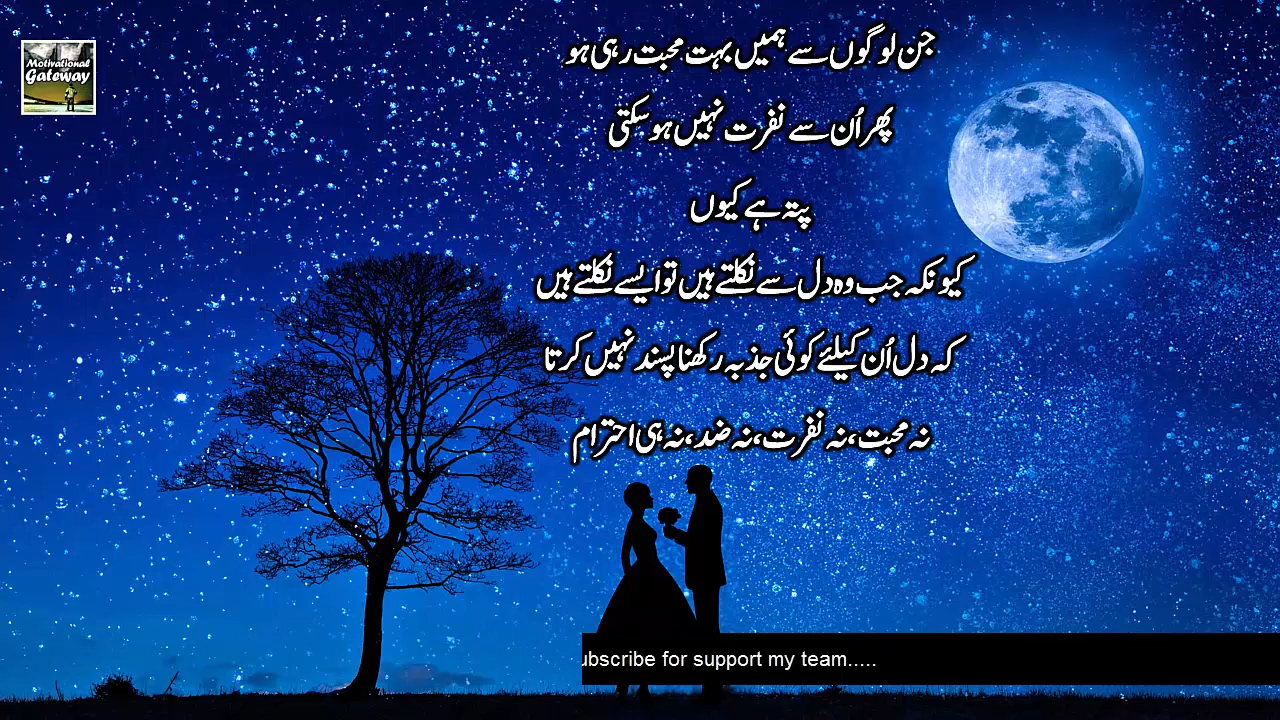 Motivational
Gateway
جن لوگوں سے ہمیں بہت محبت رہی ہو
پھر اُن سے نفرت نہیں ہو سکتی
پتہ ہے کیوں
کیونکہ جب وہ دل سے نکلتے ہیں تو ایسے نکلتے ہیں
کہ دل اُن کیلئے کوئی جذبہ رکھنا پسند نہیں کرتا
نہ محبت، نہ نفرت، نہ ضد، نہ ہی احترام
ubscribe for support my team.....